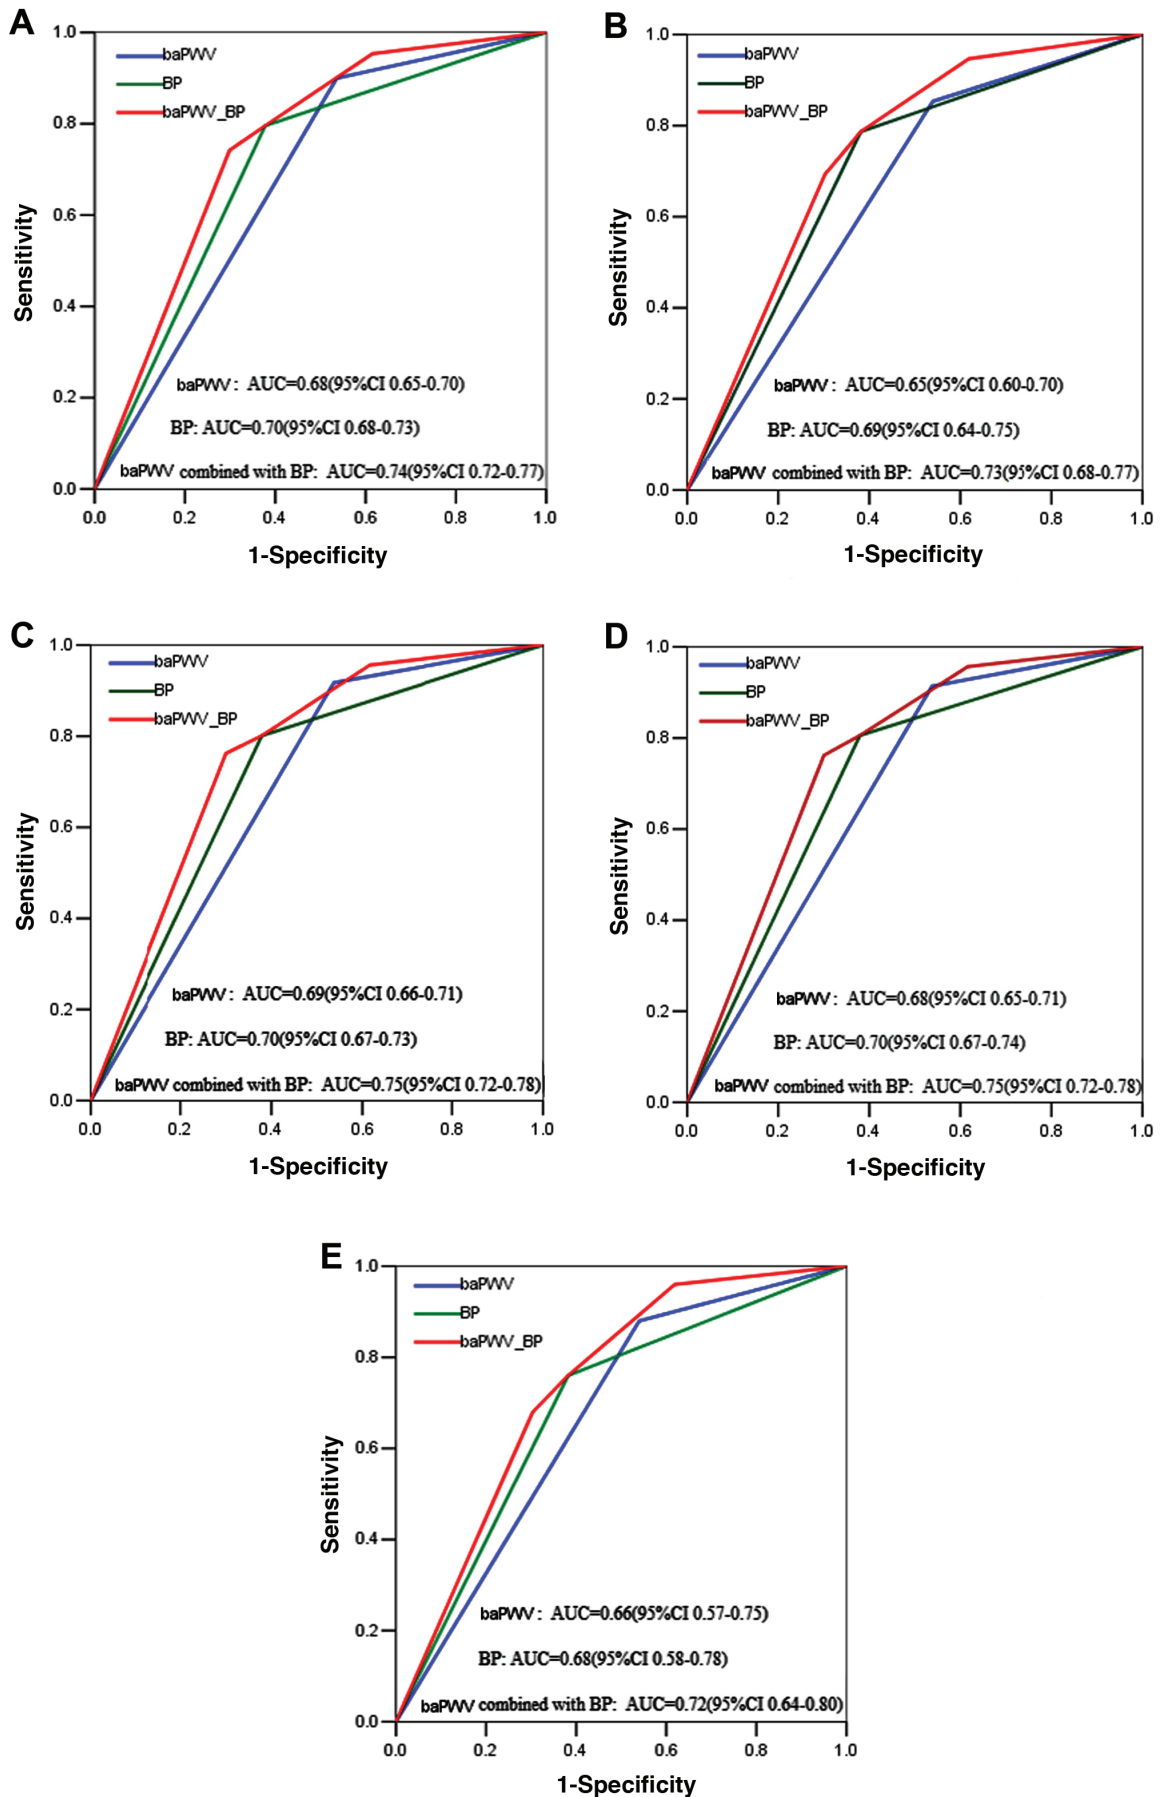 A
1.0
0.8
0.6
0.4
0.2
0.0
Sensitivity
baPWV
BP
baPWV_BP
baPWV: AUC=0.68(95%CI 0.65-0.70)
BP: AUC=0.70(95%CI 0.68-0.73)
baPWV combined with BP: AUC=0.74(95%CI 0.72-0.77)
0.0 0.2 0.4 0.6 0.8 1.0
1-Specificity
B
1.0
0.8
0.6
0.4
0.2
0.0
Sensitivity
baPWV
BP
baPWV_BP
baPWV: AUC=0.65(95%CI 0.60-0.70)
BP: AUC=0.69(95%CI 0.64-0.75)
baPWV combined with BP: AUC=0.73(95%CI 0.68-0.77)
0.0 0.2 0.4 0.6 0.8 1.0
1-Specificity
C
1.0
0.8
0.6
0.4
0.2
0.0
Sensitivity
baPWV
BP
baPWV_BP
baPWV: AUC=0.69(95%CI 0.66-0.71)
BP: AUC=0.70(95%CI 0.67-0.73)
baPWV combined with BP: AUC=0.75(95%CI 0.72-0.78)
0.0 0.2 0.4 0.6 0.8 1.0
1-Specificity
D
1.0
0.8
0.6
0.4
0.2
0.0
Sensitivity
baPWV
BP
baPWV_BP
baPWV: AUC=0.68(95%CI 0.65-0.71)
BP: AUC=0.70(95%CI 0.67-0.74)
baPWV combined with BP: AUC=0.75(95%CI 0.72-0.78)
0.0 0.2 0.4 0.6 0.8 1.0
1-Specificity
E
1.0
0.8
0.6
0.4
0.2
0.0
Sensitivity
baPWV
BP
baPWV_BP
baPWV: AUC=0.66(95%CI 0.57-0.75)
BP: AUC=0.68(95%CI 0.58-0.78)
baPWV combined with BP: AUC=0.72(95%CI 0.64-0.80)
0.0 0.2 0.4 0.6 0.8 1.0
1-Specificity